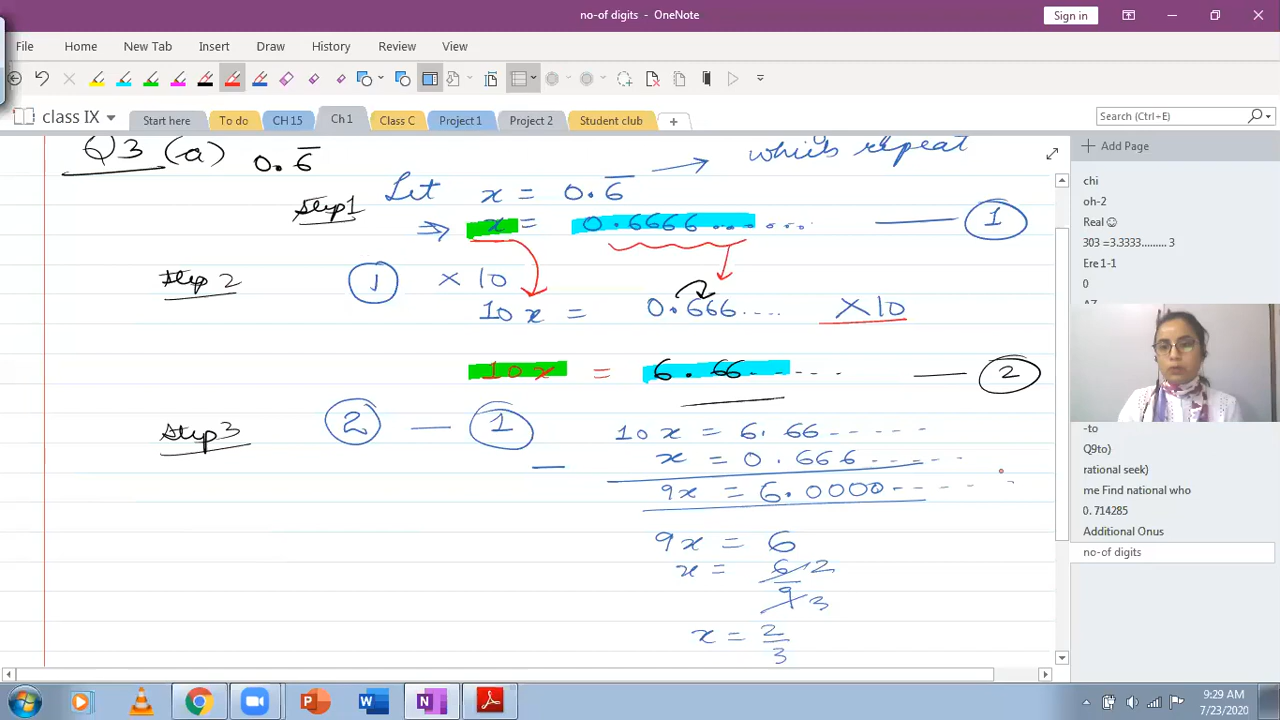 no-of digits - OneNote
Sign in
File Home New Tab Insert Draw History Review View
class IX
Start here To do CH 15 Ch 1 Class C Project 1 Project 2 Student club
Search (Ctrl+E)
Q3 (a) 0.6̅
which repeat
Let x = 0.6̅
Step1
⇒ x = 0.6666........ ① 
Step 2 ① × 10
10x = 0.666.... ×10
10x = 6.66...... — ②
Step3 ② — ①
10x = 6.66.....
— x = 0.666.....
9x = 6.0000.....
9x = 6
x = 6 2
9 3
x = 2
3
Add Page
chi
oh-2
Real ☺
303 =3.3333......... 3
Ere 1-1
0
-to
Q9to)
rational seek)
me Find national who
0. 714285
Additional Onus
no-of digits
9:29 AM
7/23/2020